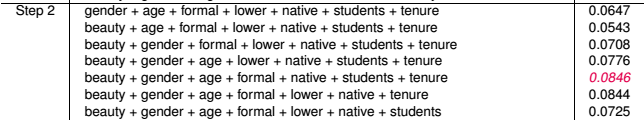 Step 2 gender + age + formal + lower + native + students + tenure 0.0647
beauty + age + formal + lower + native + students + tenure 0.0543
beauty + gender + formal + lower + native + students + tenure 0.0708
beauty + gender + age + lower + native + students + tenure 0.0776
beauty + gender + age + formal + native + students + tenure 0.0846
beauty + gender + age + formal + lower + native + tenure 0.0844
beauty + gender + age + formal + lower + native + students 0.0725